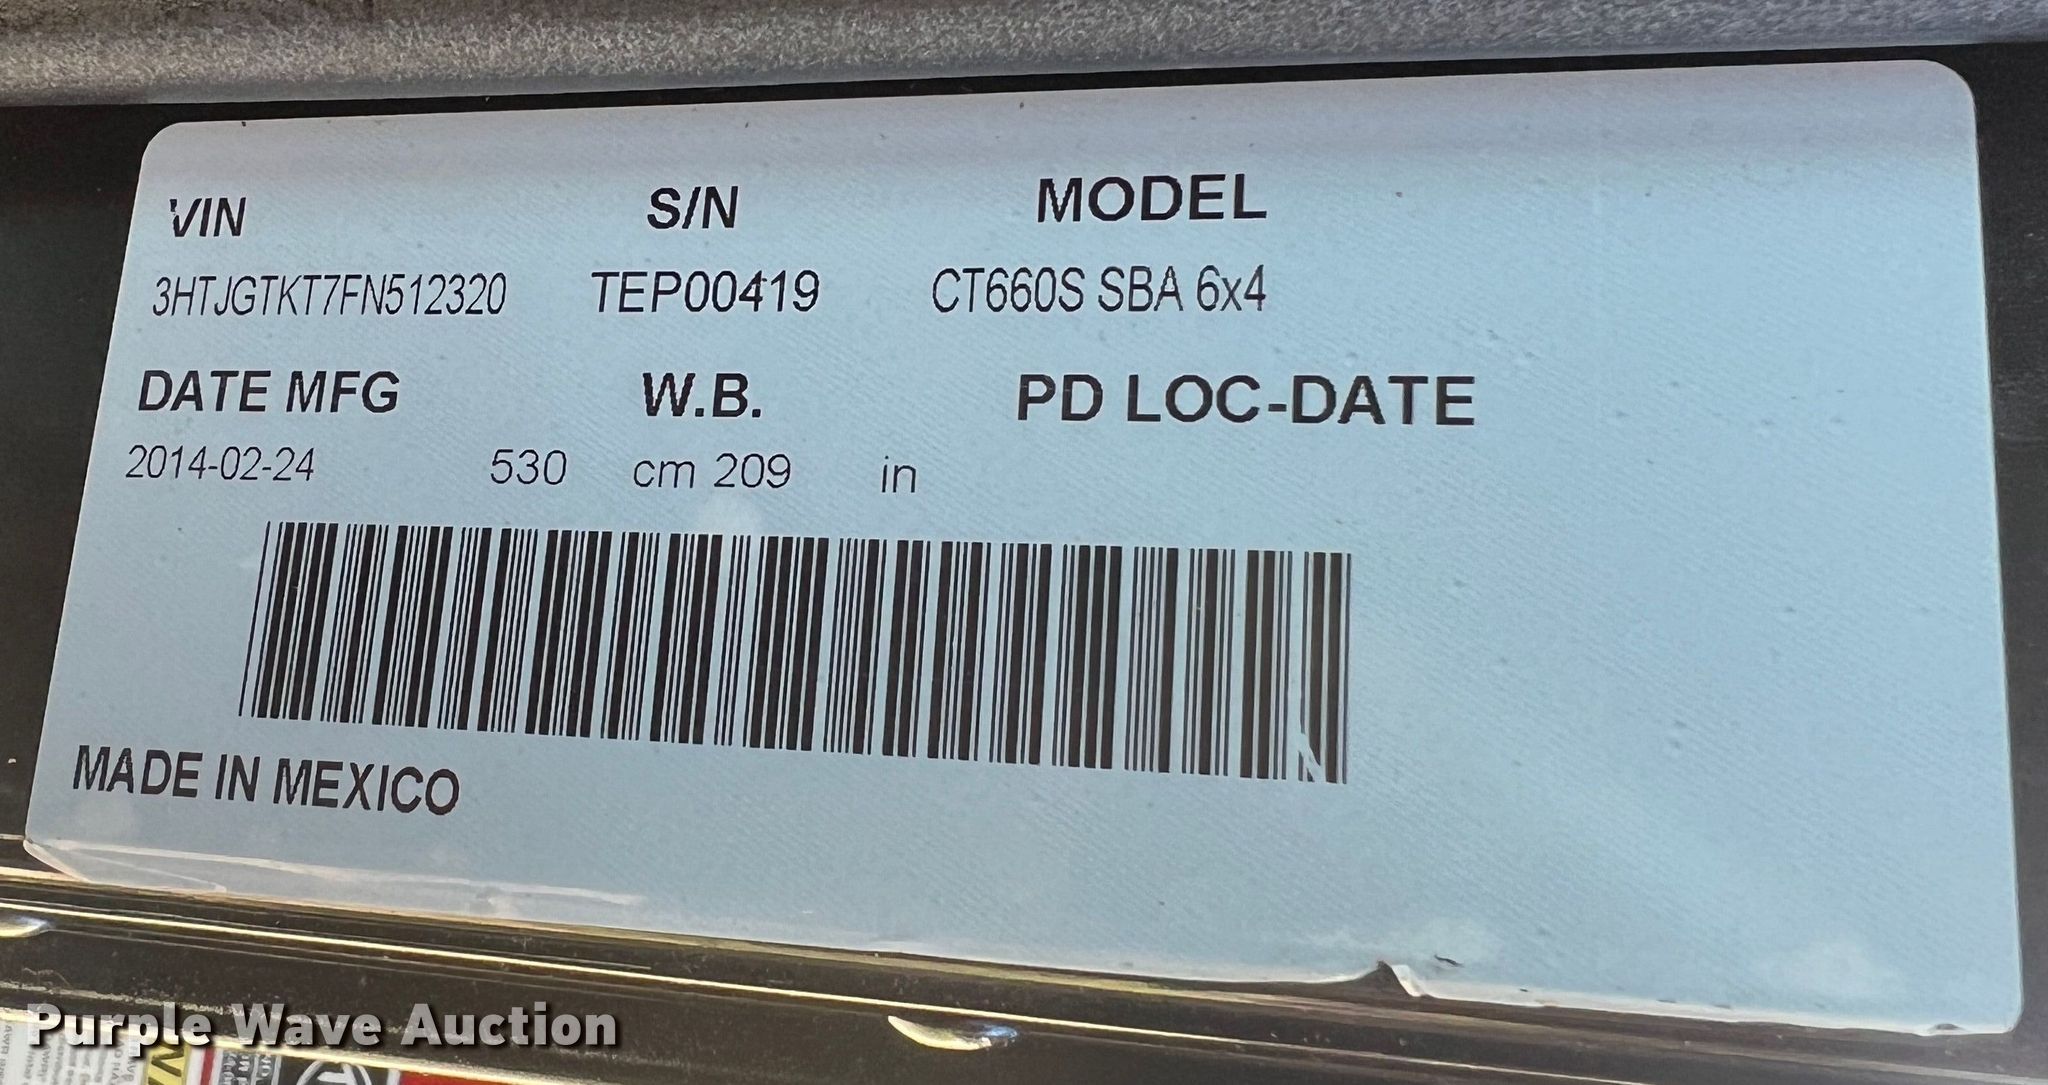 VIN S/N MODEL
3HTJGTKT7FN512320 TEP00419 CT660S SBA 6x4
DATE MFG W.B. PD LOC-DATE
2014-02-24 530 cm 209 in
MADE IN MEXICO
Purple Wave Auction